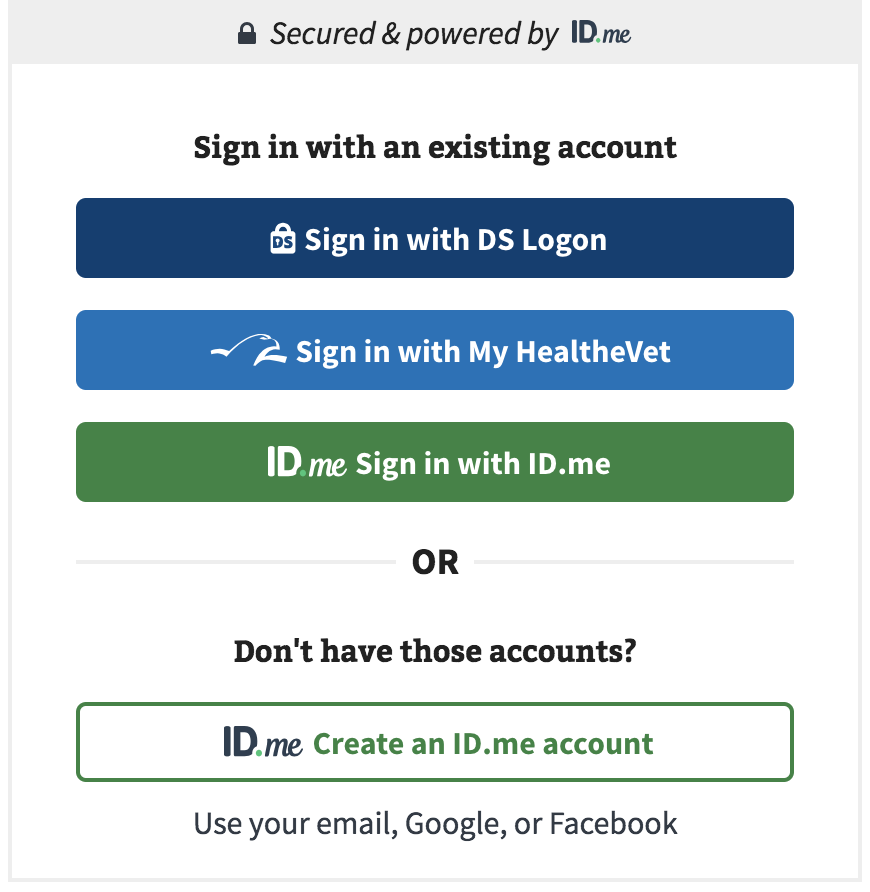 Secured & powered by ID.me
Sign in with an existing account
DS Sign in with DS Logon
Sign in with My HealtheVet
ID.me Sign in with ID.me
OR
Don't have those accounts?
ID.me Create an ID.me account
Use your email, Google, or Facebook